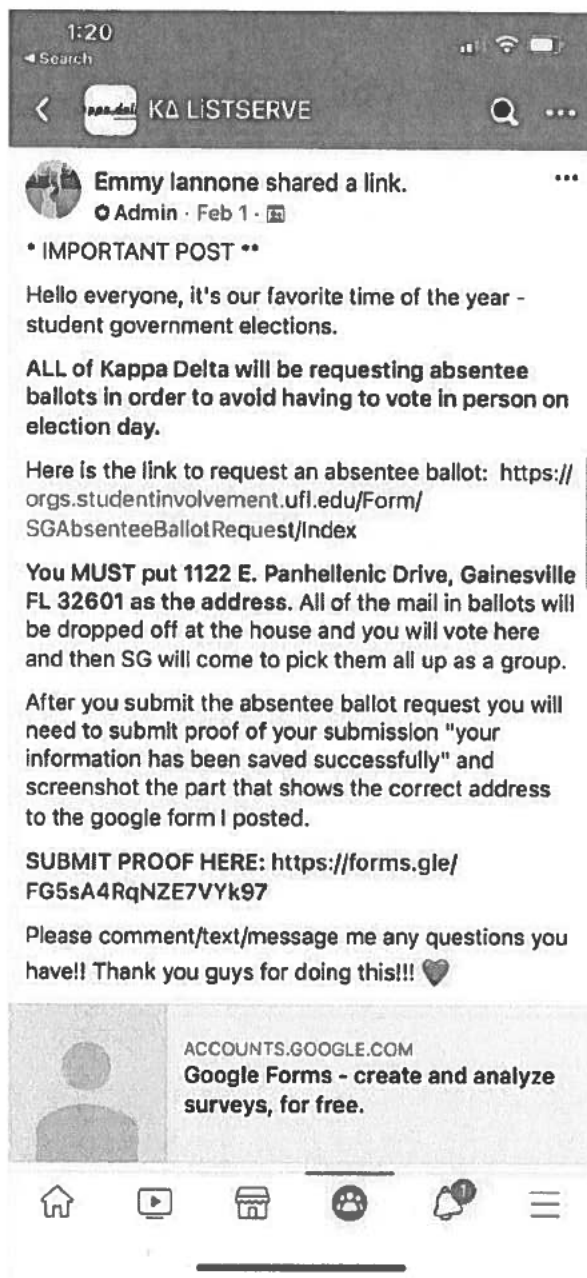 1:20
◀ Search
KΔ LiSTSERVE
Emmy Iannone shared a link.
Admin · Feb 1 ·
* IMPORTANT POST **
Hello everyone, it's our favorite time of the year -
student government elections.
ALL of Kappa Delta will be requesting absentee
ballots in order to avoid having to vote in person on
election day.
Here is the link to request an absentee ballot: https://
orgs.studentinvolvement.ufl.edu/Form/
SGAbsenteeBallotRequest/Index
You MUST put 1122 E. Panhellenic Drive, Gainesville
FL 32601 as the address. All of the mail in ballots will
be dropped off at the house and you will vote here
and then SG will come to pick them all up as a group.
After you submit the absentee ballot request you will
need to submit proof of your submission "your
information has been saved successfully" and
screenshot the part that shows the correct address
to the google form I posted.
SUBMIT PROOF HERE: https://forms.gle/
FG5sA4RqNZE7VYk97
Please comment/text/message me any questions you
have!! Thank you guys for doing this!!!
ACCOUNTS.GOOGLE.COM
Google Forms - create and analyze
surveys, for free.
1